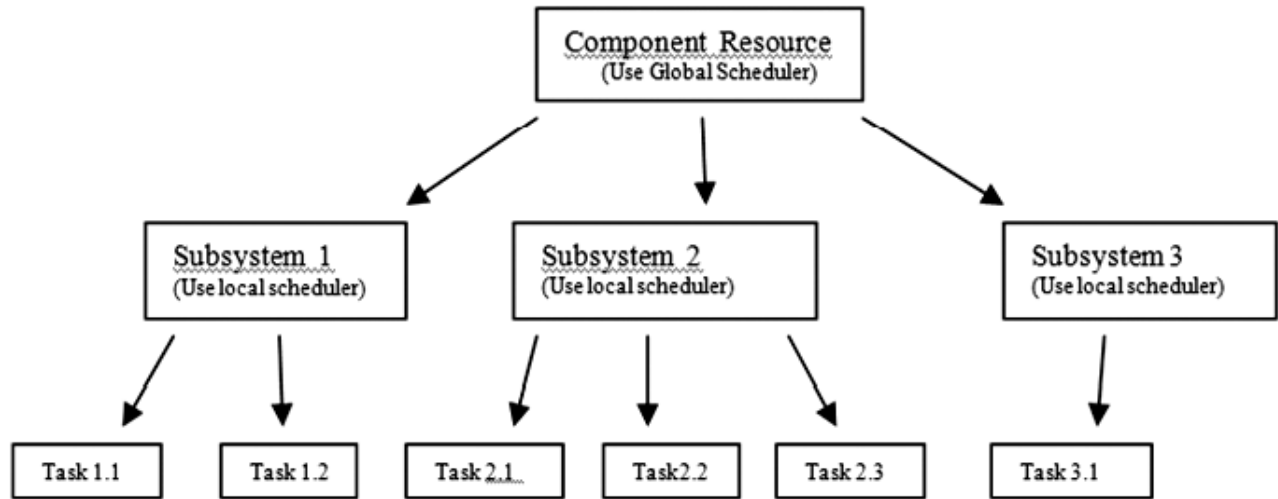 Component Resource
(Use Global Scheduler)
Subsystem 1
(Use local scheduler)
Subsystem 2
(Use local scheduler)
Subsystem 3
(Use local scheduler)
Task 1.1
Task 1.2
Task 2.1
Task2.2
Task 2.3
Task 3.1